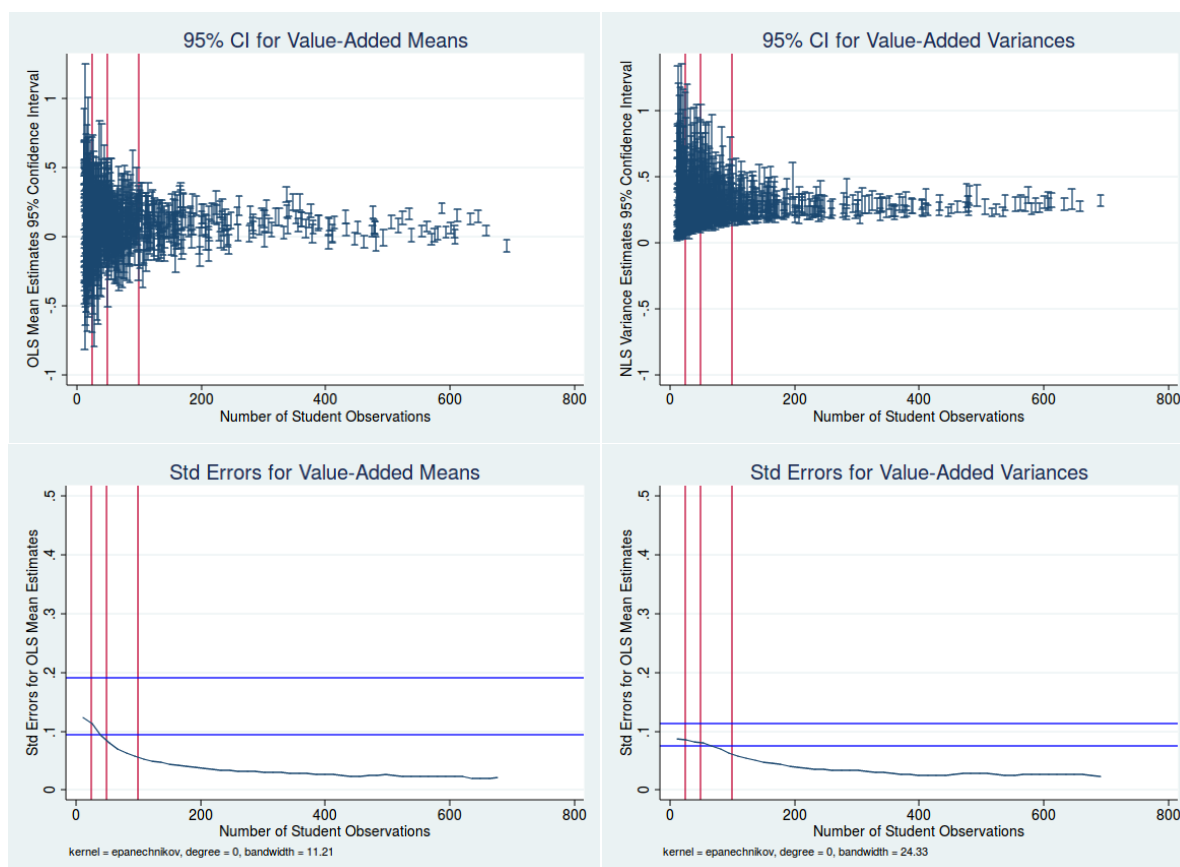 95% CI for Value-Added Means
OLS Mean Estimates 95% Confidence Interval
1
.5
0
-.5
-1
0 200 400 600 800
Number of Student Observations
95% CI for Value-Added Variances
NLS Variance Estimates 95% Confidence Interval
1
.5
0
-.5
-1
0 200 400 600 800
Number of Student Observations
Std Errors for Value-Added Means
Std Errors for OLS Mean Estimates
.5
.4
.3
.2
.1
0
0 200 400 600 800
Number of Student Observations
kernel = epanechnikov, degree = 0, bandwidth = 11.21
Std Errors for Value-Added Variances
Std Errors for OLS Mean Estimates
.5
.4
.3
.2
.1
0
0 200 400 600 800
Number of Student Observations
kernel = epanechnikov, degree = 0, bandwidth = 24.33